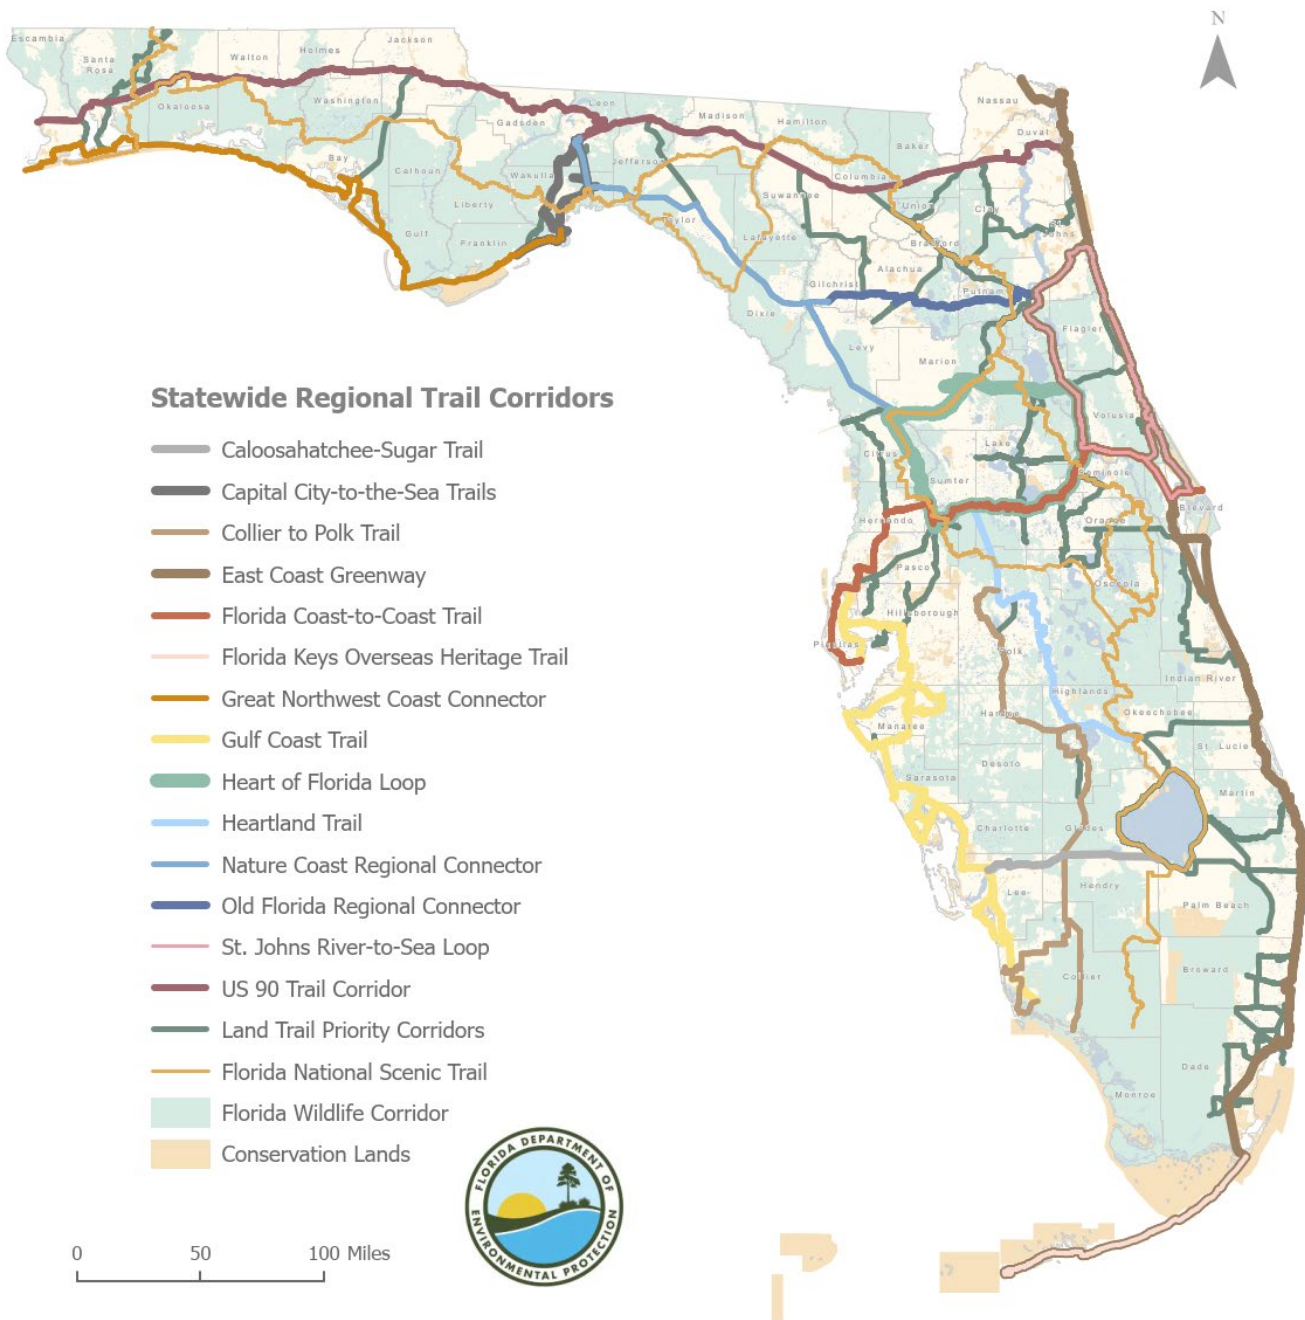 N
Escambia
Santa
Rosa
Okaloosa
Walton
Holmes
Jackson
Washington
Bay
Calhoun
Gulf
Liberty
Franklin
Gadsden
Leon
Wakulla
Jefferson
Madison
Taylor
Hamilton
Suwannee
Lafayette
Columbia
Baker
Nassau
Duval
Union
Bradford
Clay
Johns
Alachua
Gilchrist
Dixie
Levy
Putnam
Flagler
Marion
Volusia
Citrus
Sumter
Lake
Seminole
Hernando
Orange
Brevard
Pasco
Pinellas
Hillsborough
Polk
Osceola
Indian River
Manatee
Hardee
Highlands
Okeechobee
St. Lucie
Sarasota
Desoto
Martin
Charlotte
Glades
Lee
Hendry
Palm Beach
Collier
Broward
Monroe
Dade
Statewide Regional Trail Corridors
Caloosahatchee-Sugar Trail
Capital City-to-the-Sea Trails
Collier to Polk Trail
East Coast Greenway
Florida Coast-to-Coast Trail
Florida Keys Overseas Heritage Trail
Great Northwest Coast Connector
Gulf Coast Trail
Heart of Florida Loop
Heartland Trail
Nature Coast Regional Connector
Old Florida Regional Connector
St. Johns River-to-Sea Loop
US 90 Trail Corridor
Land Trail Priority Corridors
Florida National Scenic Trail
Florida Wildlife Corridor
Conservation Lands
FLORIDA DEPARTMENT OF
ENVIRONMENTAL PROTECTION
0 50 100 Miles